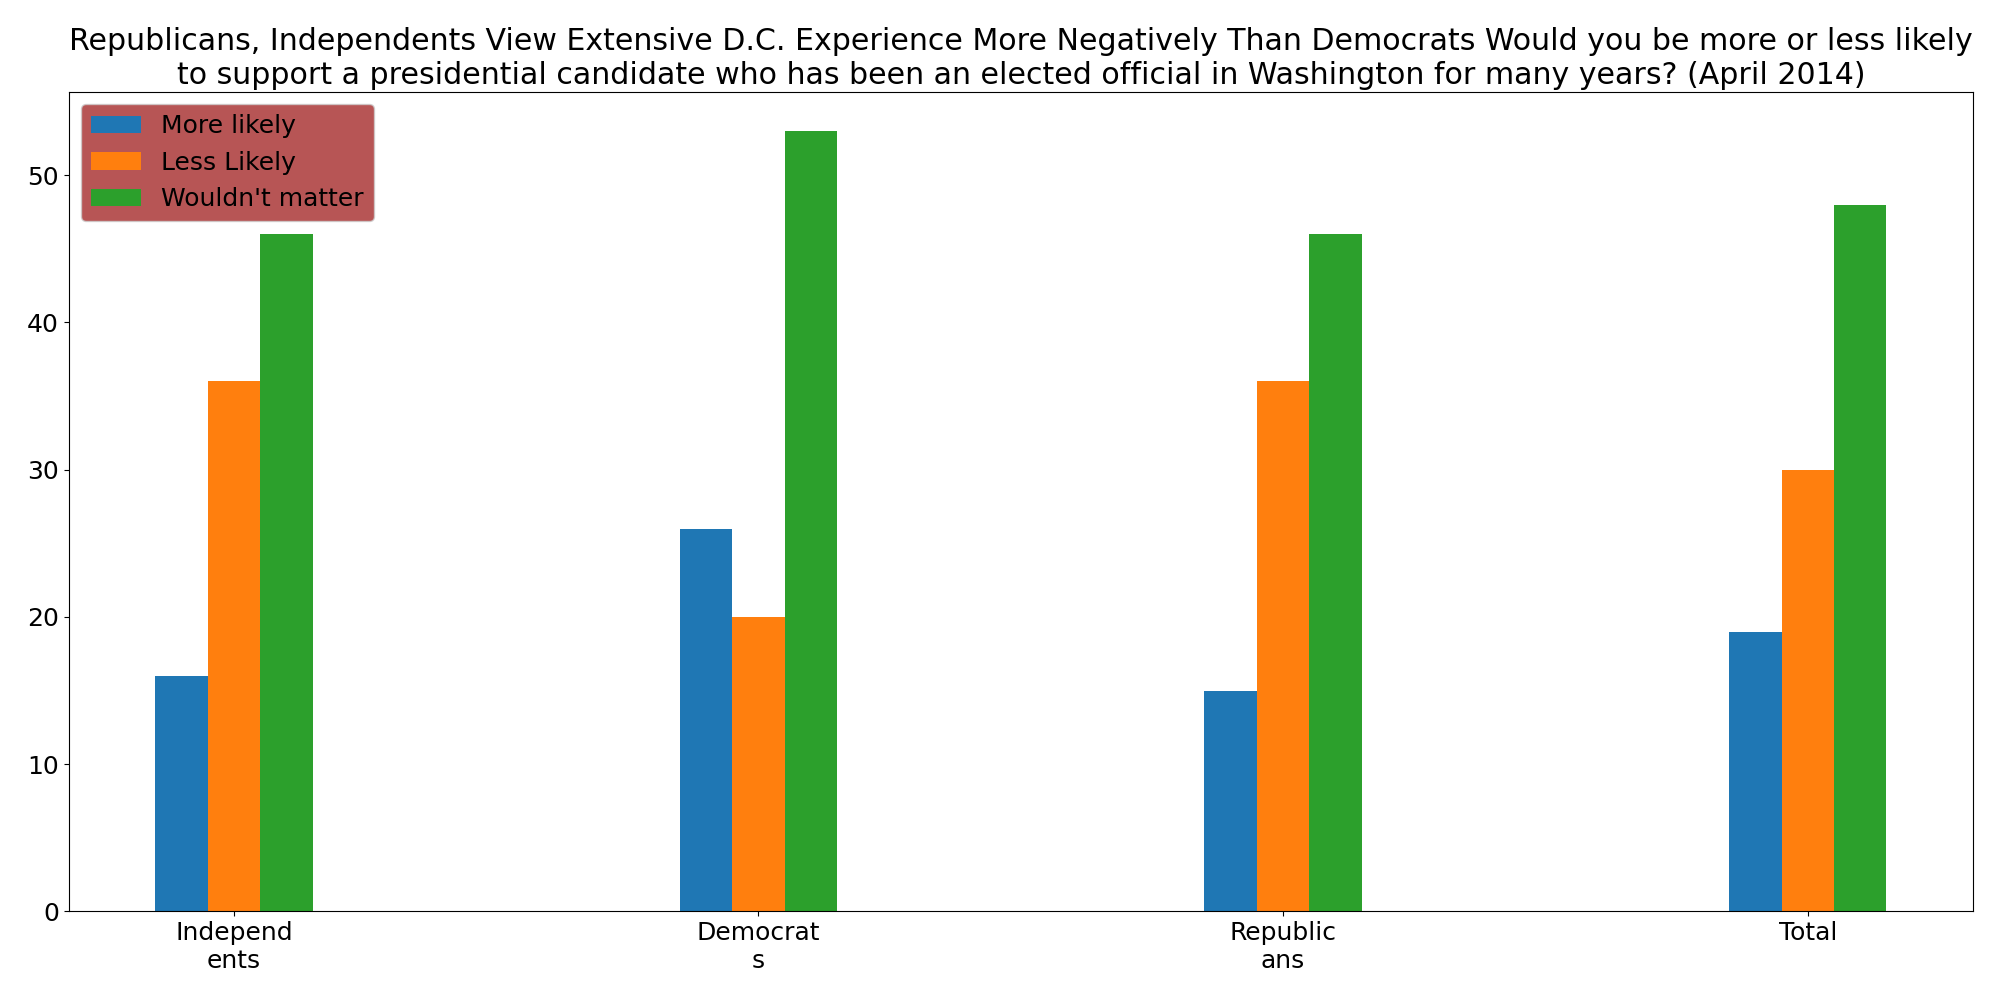 Republicans, Independents View Extensive D.C. Experience More Negatively Than Democrats Would you be more or less likely
to support a presidential candidate who has been an elected official in Washington for many years? (April 2014)
More likely
Less Likely
Wouldn't matter
50
40
30
20
10
0
Independ
ents
Democrat
s
Republic
ans
Total